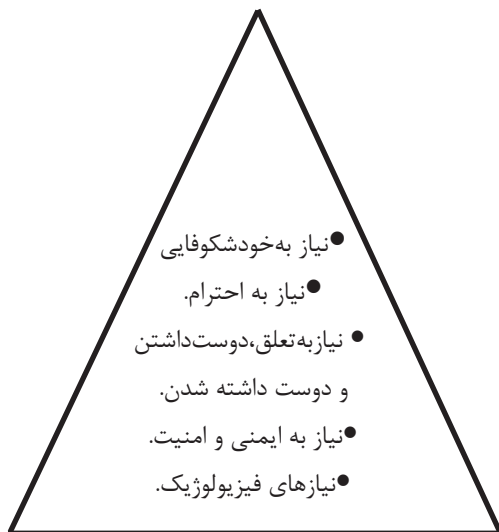 ●نیاز به‌خودشکوفایی
●نیاز به احترام.
● نیازبه‌تعلق،دوست‌داشتن
و دوست داشته شدن.
●نیاز به ایمنی و امنیت.
●نیازهای فیزیولوژیک.